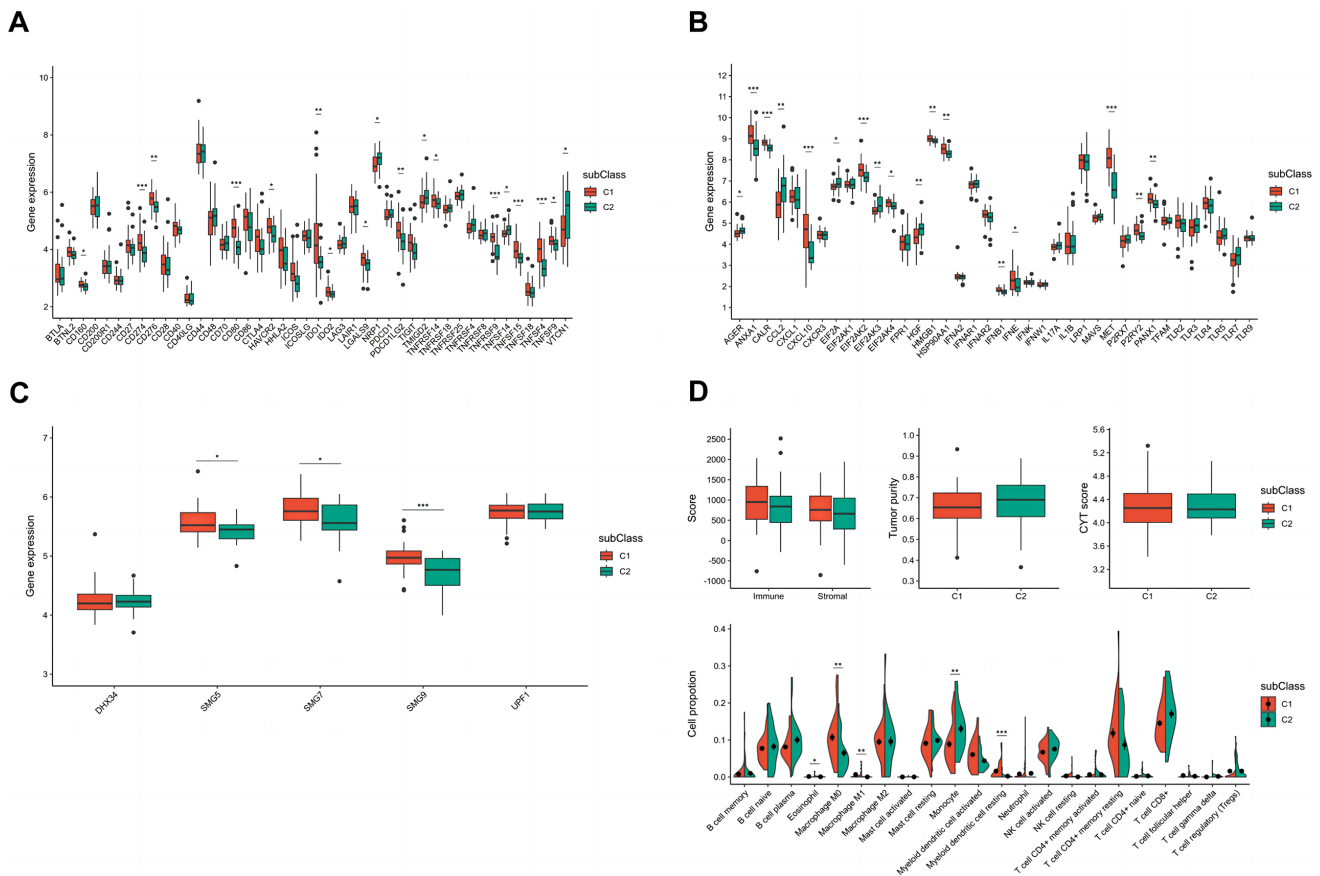 A
10
8
6
4
2
Gene expression
**
*
*
*
**
***
***
*
**
*
***
*
*
***
***
*
*
*
BTLA
BTNL2
CD160
CD200
CD200R1
CD244
CD27
CD274
CD276
CD28
CD40
CD40LG
CD44
CD48
CD70
CD80
CD86
CTLA4
HAVCR2
HHLA2
ICOS
ICOSLG
IDO1
IDO2
LAG3
LAIR1
LGALS9
NRP1
PDCD1
PDCD1LG2
TIGIT
TMIGD2
TNFRSF14
TNFRSF18
TNFRSF25
TNFRSF4
TNFRSF8
TNFRSF9
TNFSF14
TNFSF15
TNFSF18
TNFSF4
TNFSF9
VTCN1
subClass
C1
C2
B
12
11
10
9
8
7
6
5
4
3
2
1
Gene expression
*
***
***
**
***
*
**
**
*
**
**
**
**
*
***
**
**
AGER
ANXA1
CALR
CCL2
CXCL1
CXCL10
CXCR3
EIF2A
EIF2AK1
EIF2AK2
EIF2AK3
EIF2AK4
FPR1
HGF
HMGB1
HSP90AA1
IFNA2
IFNAR1
IFNAR2
IFNB1
IFNE
IFNK
IFNW1
IL17A
IL1B
LRP1
MAVS
MET
P2RX7
P2RY2
PANX1
TFAM
TLR2
TLR3
TLR4
TLR5
TLR7
TLR9
subClass
C1
C2
C
7
6
5
4
3
Gene expression
*
*
***
DHX34
SMG5
SMG7
SMG9
UPF1
subClass
C1
C2
D
2500
2000
1500
1000
500
0
-500
-1000
Score
Immune
Stromal
1.0
0.9
0.8
0.7
0.6
0.5
0.4
0.3
Tumor purity
C1
C2
5.6
5.2
4.8
4.4
4.0
3.6
3.2
CYT score
C1
C2
subClass
C1
C2
0.4
0.3
0.2
0.1
0.0
Cell propotion
*
**
**
**
***
B cell memory
B cell naive
B cell plasma
Eosinophil
Macrophage M0
Macrophage M1
Macrophage M2
Mast cell activated
Mast cell resting
Monocyte
Myeloid dendritic cell activated
Myeloid dendritic cell resting
Neutrophil
NK cell activated
NK cell resting
T cell CD4+ memory activated
T cell CD4+ memory resting
T cell CD4+ naive
T cell CD8+
T cell follicular helper
T cell gamma delta
T cell regulatory (Tregs)
subClass
C1
C2